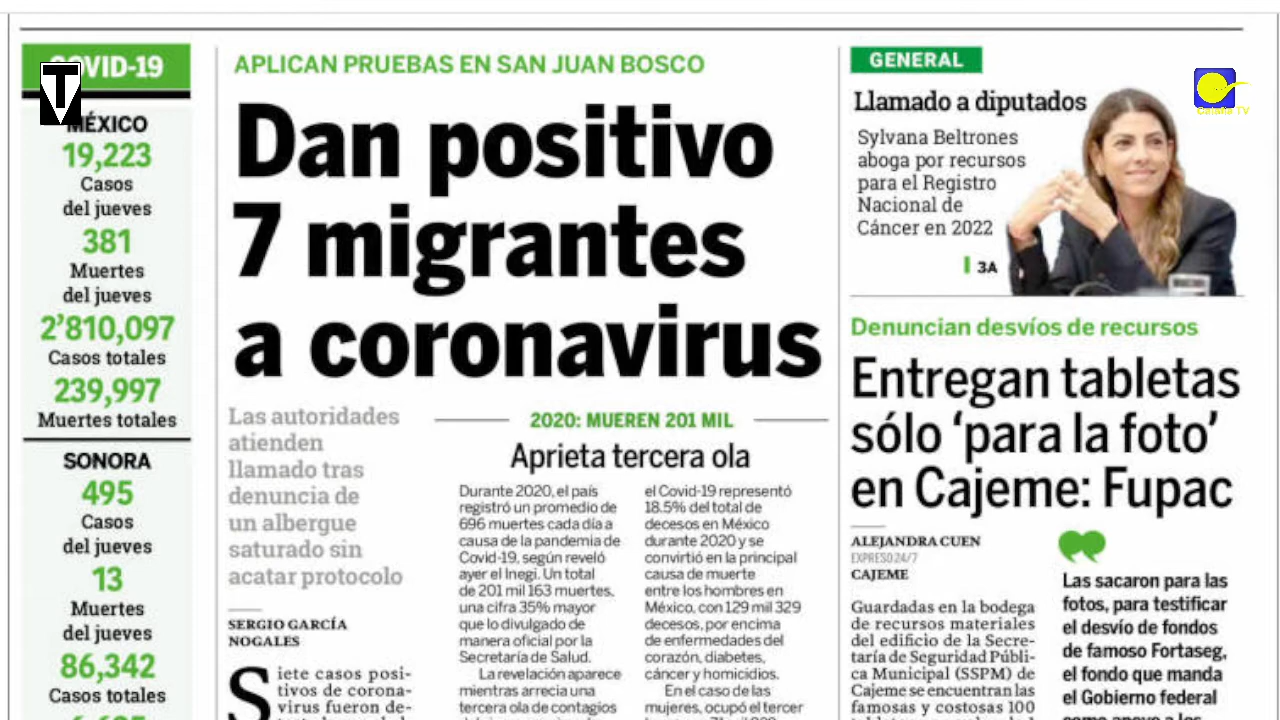 COVID-19
MÉXICO
19,223
Casos
del jueves
381
Muertes
del jueves
2'810,097
Casos totales
239,997
Muertes totales
SONORA
495
Casos
del jueves
13
Muertes
del jueves
86,342
Casos totales
APLICAN PRUEBAS EN SAN JUAN BOSCO
Dan positivo
7 migrantes
a coronavirus
Las autoridades
atienden
llamado tras
denuncia de
un albergue
saturado sin
acatar protocolo
SERGIO GARCÍA
NOGALES
Siete casos posi-
tivos de corona-
virus fueron de-
2020: MUEREN 201 MIL
Aprieta tercera ola
Durante 2020, el país
registró un promedio de
696 muertes cada día a
causa de la pandemia de
Covid-19, según reveló
ayer el Inegi. Un total
de 201 mil 163 muertes,
una cifra 35% mayor
que lo divulgado de
manera oficial por la
Secretaría de Salud.
La revelación aparece
mientras arrecia una
tercera ola de contagios
el Covid-19 representó
18.5% del total de
decesos en México
durante 2020 y se
convirtió en la principal
causa de muerte
entre los hombres en
México, con 129 mil 329
decesos, por encima
de enfermedades del
corazón, diabetes,
cáncer y homicidios.
En el caso de las
mujeres, ocupó el tercer
GENERAL
Llamado a diputados
Sylvana Beltrones
aboga por recursos
para el Registro
Nacional de
Cáncer en 2022
3A
Denuncian desvíos de recursos
Entregan tabletas
sólo 'para la foto'
en Cajeme: Fupac
ALEJANDRA CUEN
EXPRESO 24/7
CAJEME
Guardadas en la bodega
de recursos materiales
del edificio de la Secre-
taría de Seguridad Públi-
ca Municipal (SSPM) de
Cajeme se encuentran las
famosas y costosas 100
Las sacaron para las
fotos, para testificar
el desvío de fondos
de famoso Fortaseg,
el fondo que manda
el Gobierno federal
como apoyo a los
TV